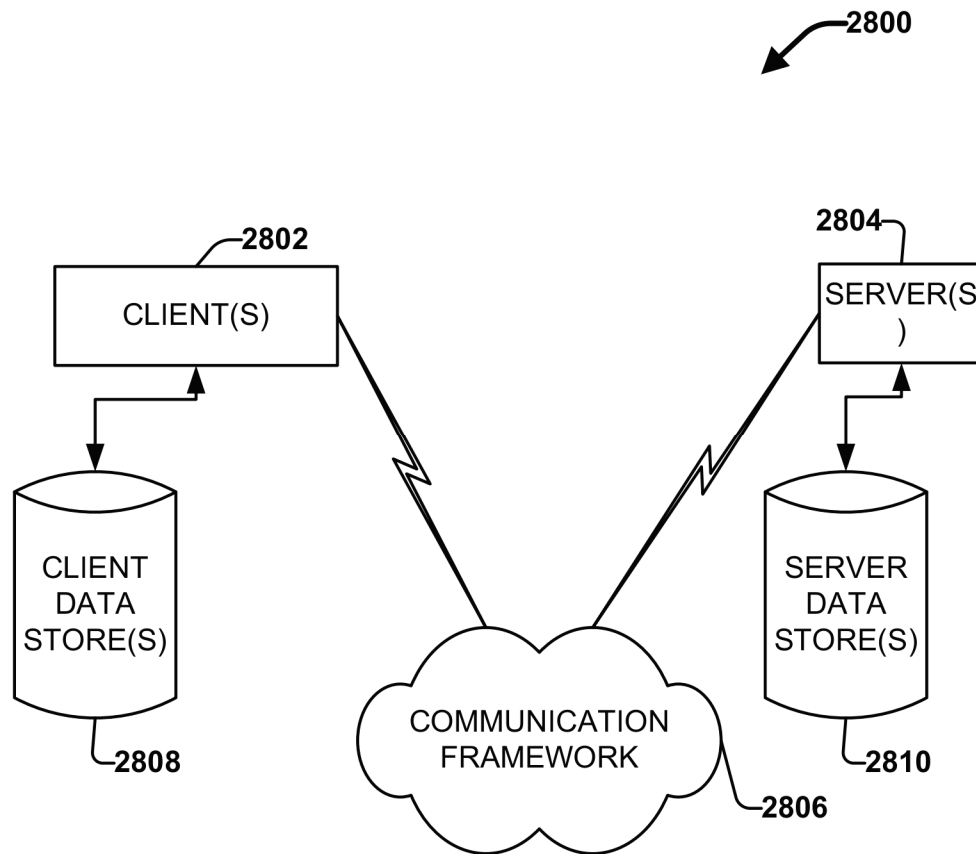 2800
2802
2804
CLIENT(S)
SERVER(S
)
CLIENT
DATA
STORE(S)
SERVER
DATA
STORE(S)
COMMUNICATION
FRAMEWORK
2808
2810
2806